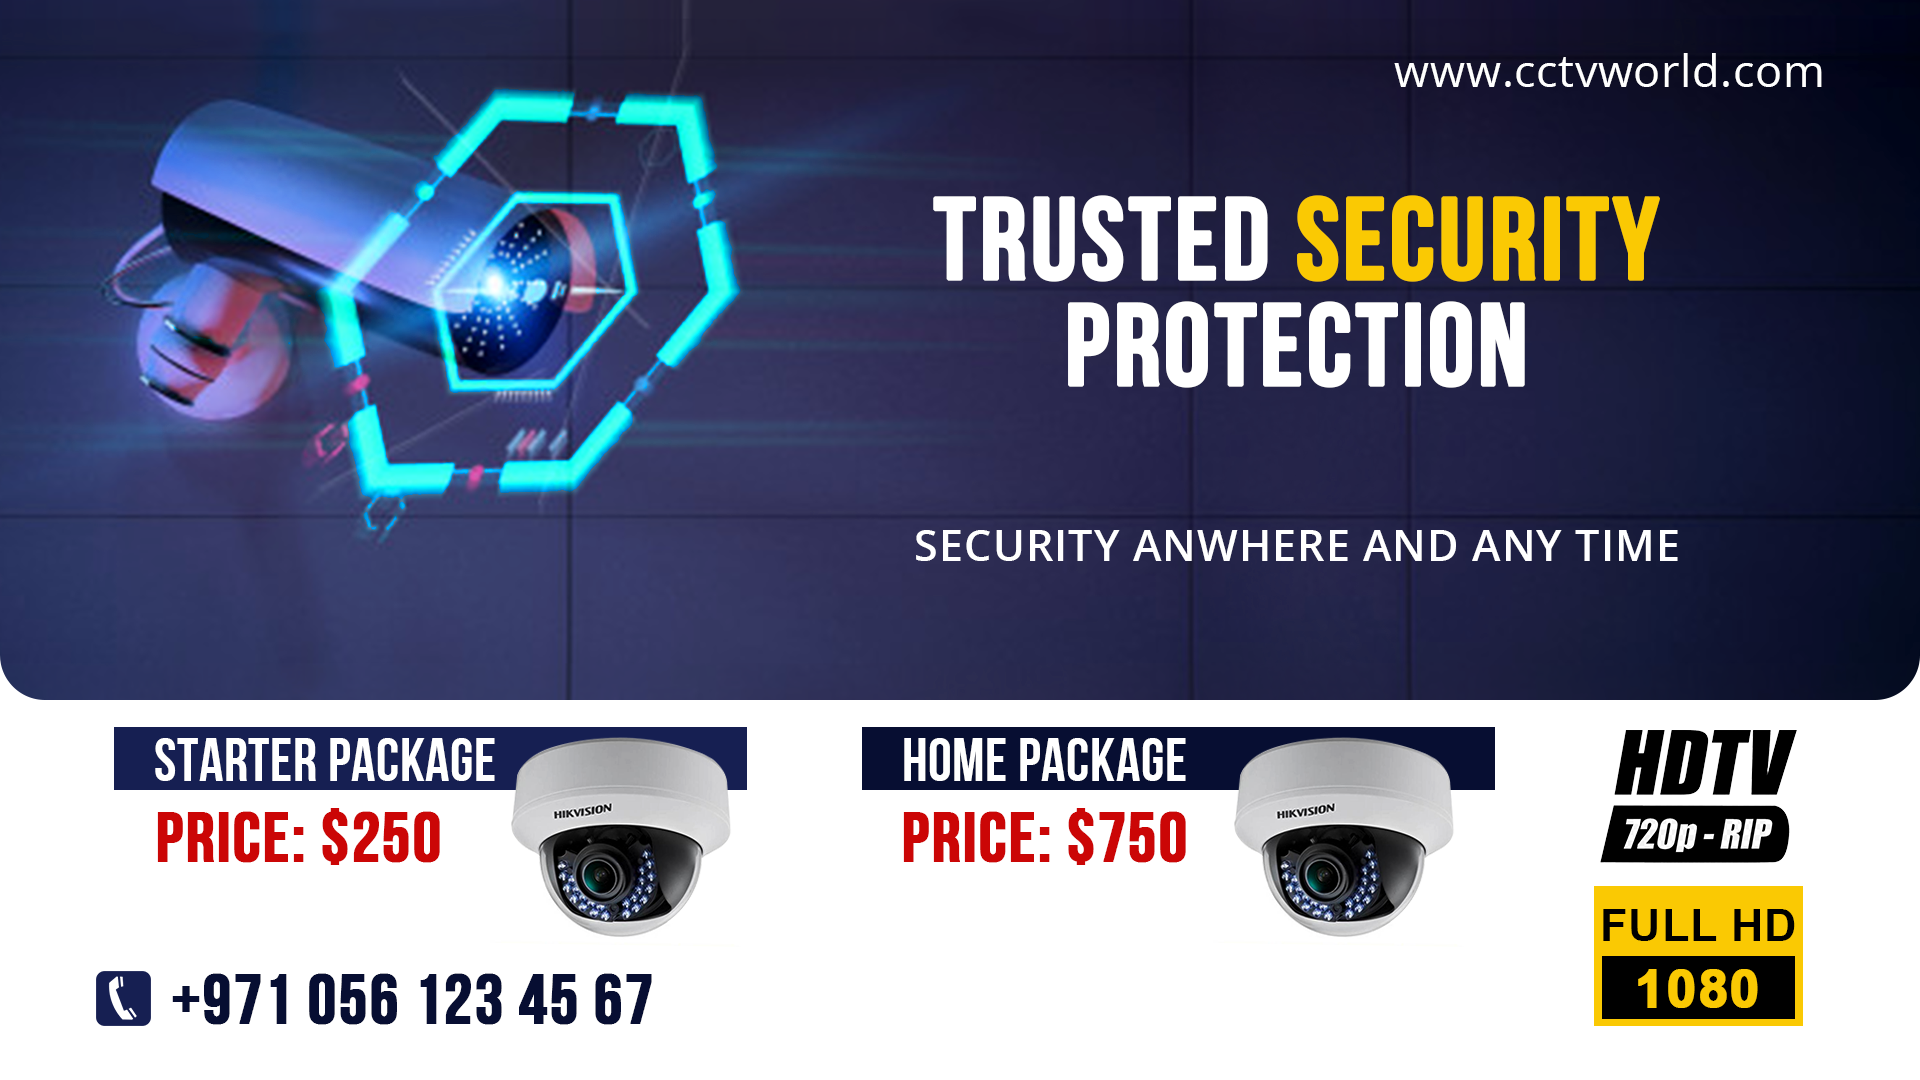 www.cctvworld.com
TRUSTED SECURITY
PROTECTION
SECURITY ANWHERE AND ANY TIME
STARTER PACKAGE
PRICE: $250
HIKVISION
HOME PACKAGE
PRICE: $750
HIKVISION
HDTV
720p - RIP
FULL HD
1080
+971 056 123 45 67